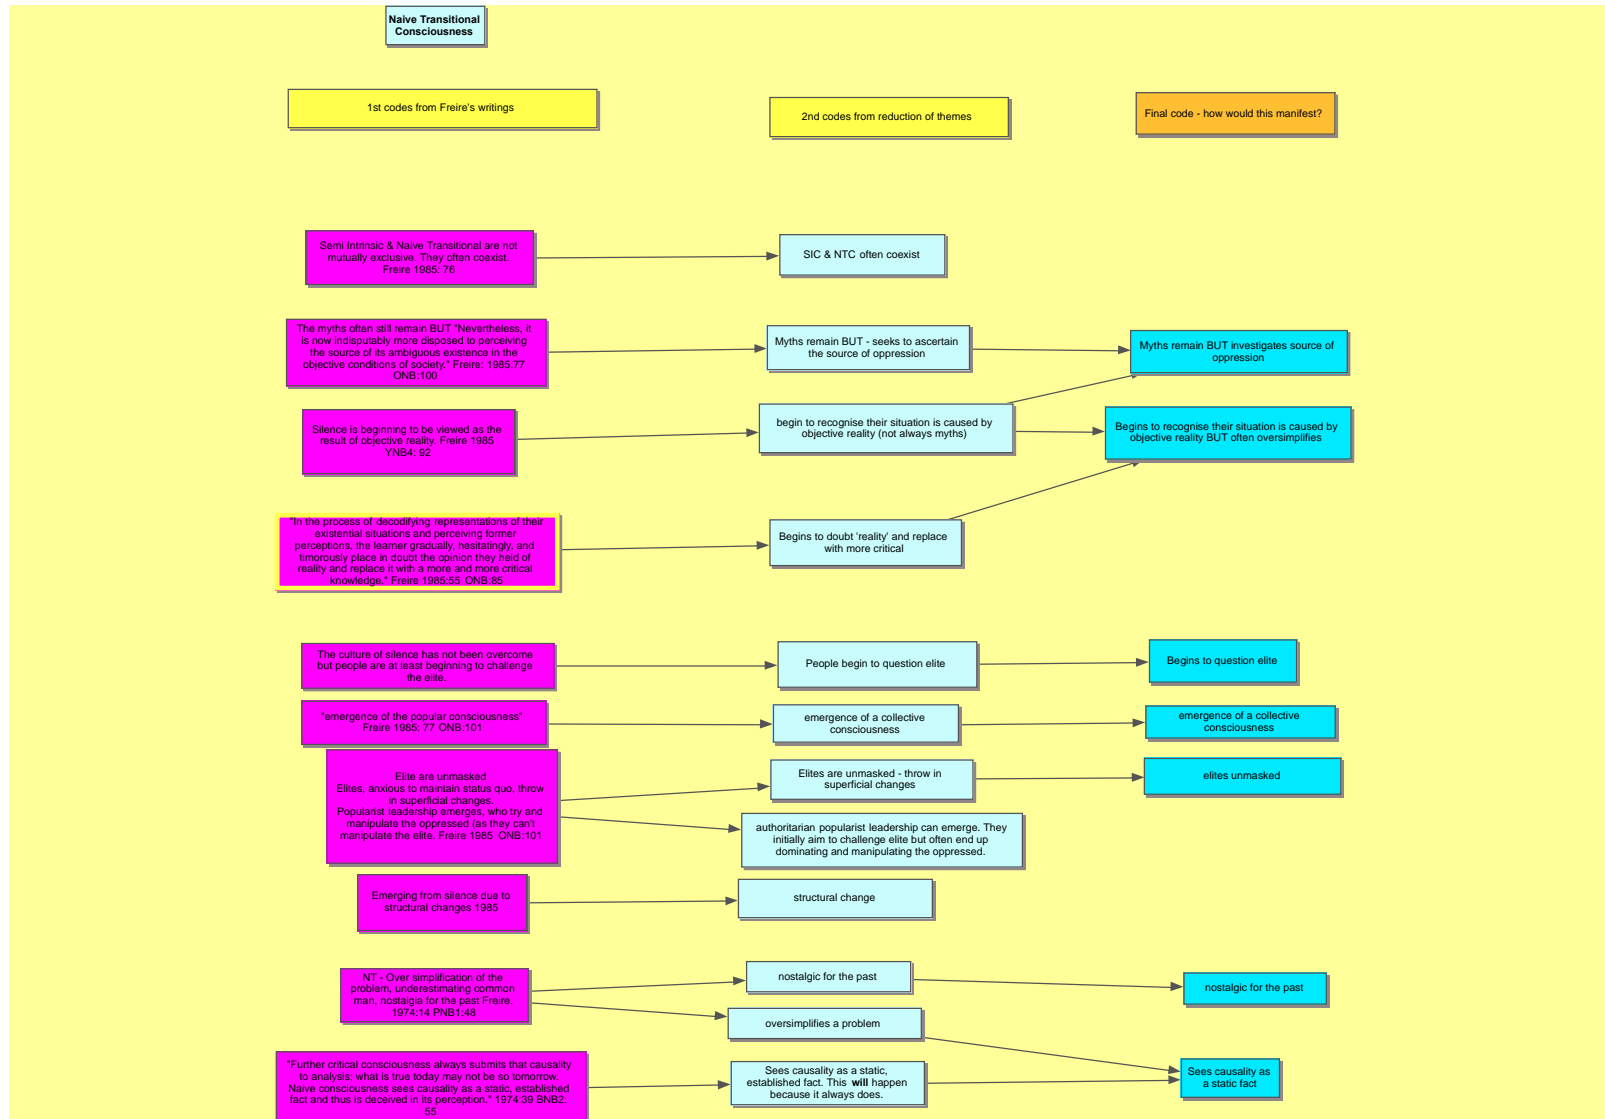 Naive Transitional
Consciousness
1st codes from Freire's writings
2nd codes from reduction of themes
Final code - how would this manifest?
Semi Intrinsic & Naive Transitional are not
mutually exclusive. They often coexist.
Freire 1985: 76
SIC & NTC often coexist
The myths often still remain BUT "Nevertheless, it
is now indisputably more disposed to perceiving
the source of its ambiguous existence in the
objective conditions of society." Freire: 1985:77
ONB:100
Myths remain BUT - seeks to ascertain
the source of oppression
Myths remain BUT investigates source of
oppression
Silence is beginning to be viewed as the
result of objective reality. Freire 1985
YNB4: 92
begin to recognise their situation is caused by
objective reality (not always myths)
Begins to recognise their situation is caused by
objective reality BUT often oversimplifies
"In the process of decodifying representations of their
existential situations and perceiving former
perceptions, the learner gradually, hesitatingly, and
timorously place in doubt the opinion they held of
reality and replace it with a more and more critical
knowledge." Freire 1985:55 ONB:85
Begins to doubt 'reality' and replace
with more critical
The culture of silence has not been overcome
but people are at least beginning to challenge
the elite.
People begin to question elite
Begins to question elite
"emergence of the popular consciousness"
Freire 1985: 77 ONB:101
emergence of a collective
consciousness
emergence of a collective
consciousness
Elite are unmasked
Elites, anxious to maintain status quo, throw
in superficial changes.
Popularist leadership emerges, who try and
manipulate the oppressed (as they can't
manipulate the elite. Freire 1985 ONB:101
Elites are unmasked - throw in
superficial changes
elites unmasked
authoritarian popularist leadership can emerge. They
initially aim to challenge elite but often end up
dominating and manipulating the oppressed.
Emerging from silence due to
structural changes 1985
structural change
NT - Over simplification of the
problem, underestimating common
man, nostalgia for the past Freire,
1974:14 PNB1:48
nostalgic for the past
nostalgic for the past
oversimplifies a problem
"Further critical consciousness always submits that causality
to analysis; what is true today may not be so tomorrow.
Naive consciousness sees causality as a static, established
fact and thus is deceived in its perception." 1974:39 BNB2:
55
Sees causality as a static,
established fact. This will happen
because it always does.
Sees causality as
a static fact